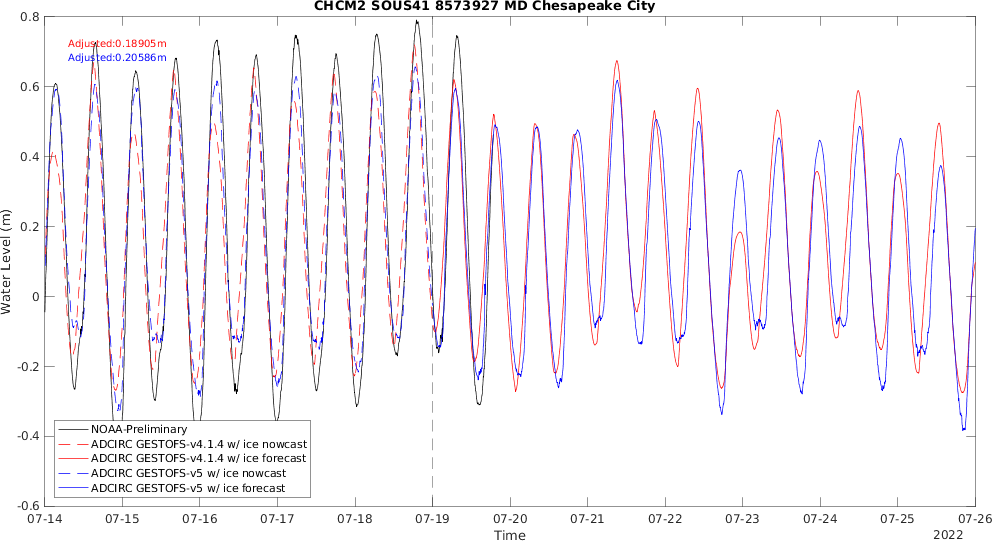 CHCM2 SOUS41 8573927 MD Chesapeake City
Adjusted:0.18905m
Adjusted:0.20586m
0.8
0.6
0.4
0.2
0
-0.2
-0.4
-0.6
Water Level (m)
NOAA-Preliminary
ADCIRC GESTOFS-v4.1.4 w/ ice nowcast
ADCIRC GESTOFS-v4.1.4 w/ ice forecast
ADCIRC GESTOFS-v5 w/ ice nowcast
ADCIRC GESTOFS-v5 w/ ice forecast
07-14 07-15 07-16 07-17 07-18 07-19 07-20 07-21 07-22 07-23 07-24 07-25 07-26
Time
2022